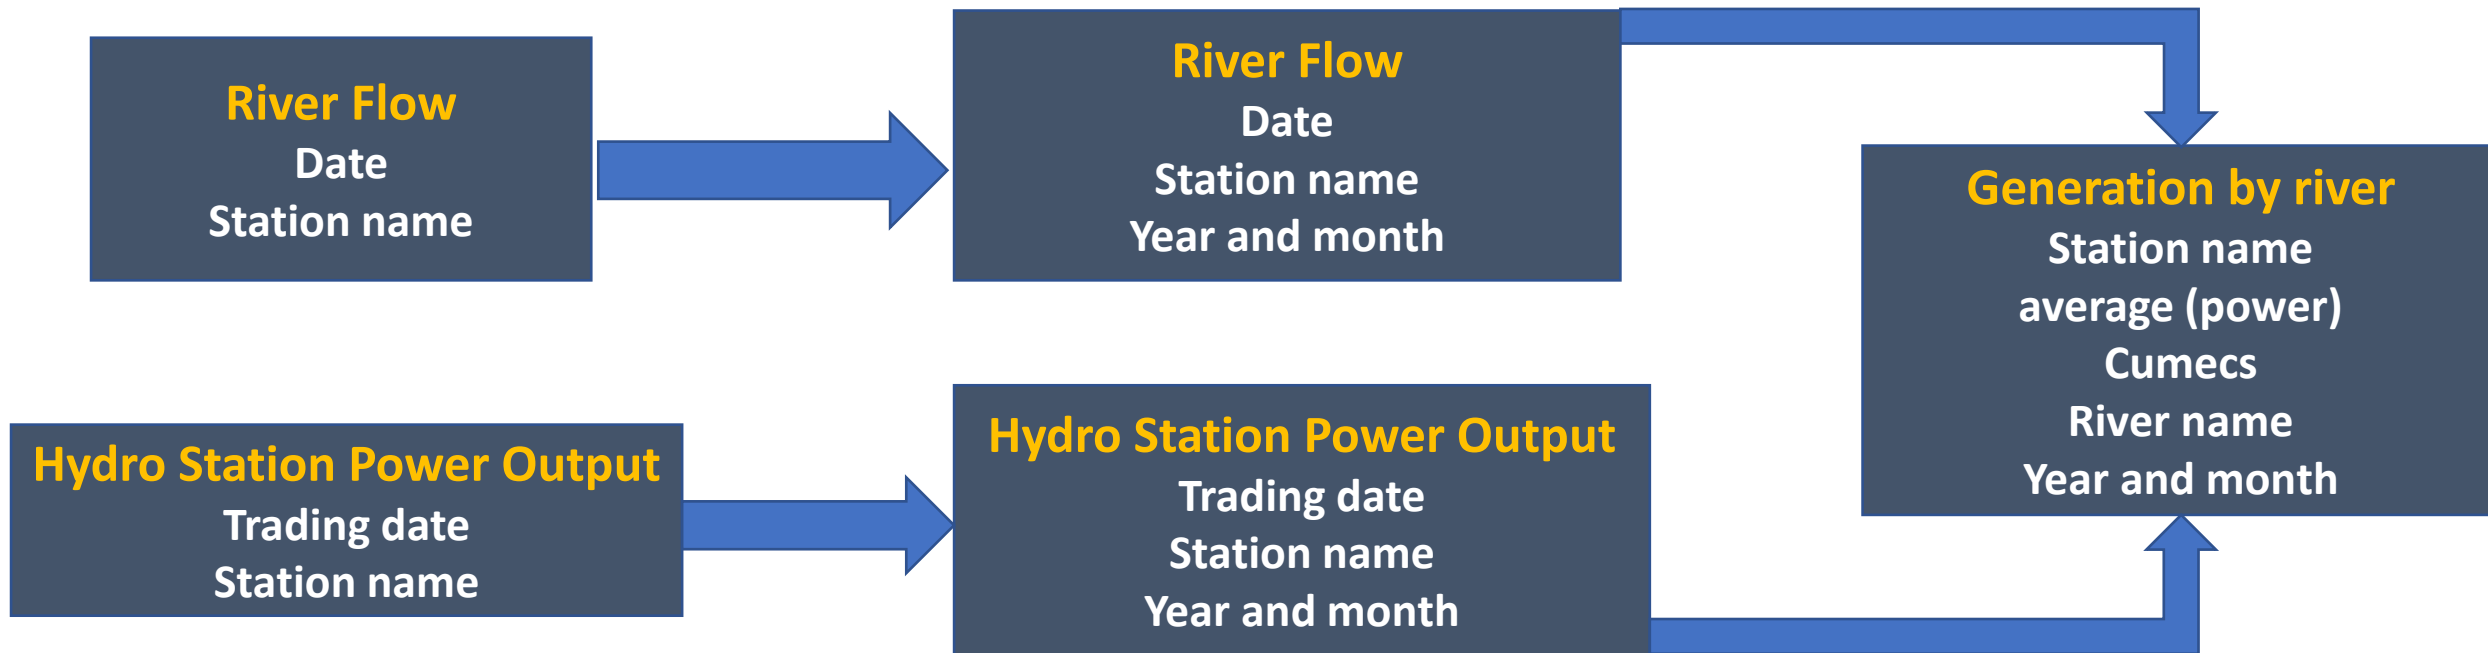 River Flow
Date
Station name
River Flow
Date
Station name
Year and month
Generation by river
Station name
average (power)
Cumecs
River name
Year and month
Hydro Station Power Output
Trading date
Station name
Hydro Station Power Output
Trading date
Station name
Year and month